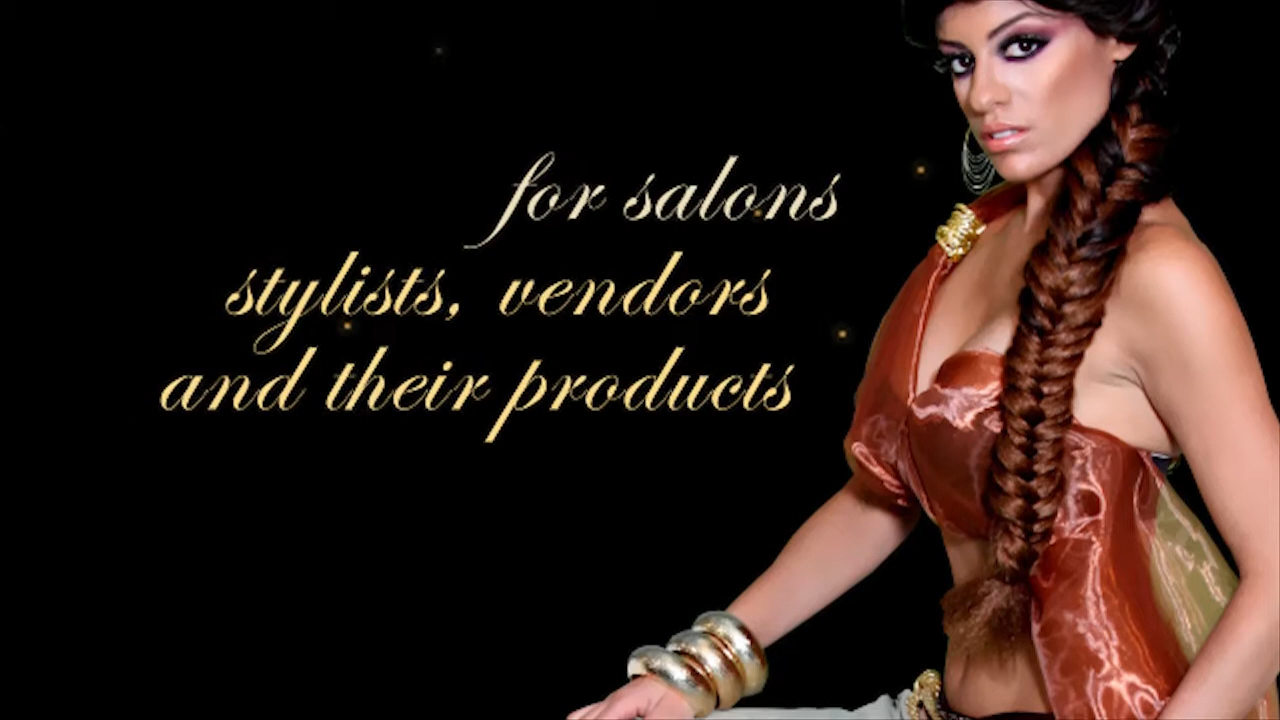 for salons
stylists, vendors
and their products